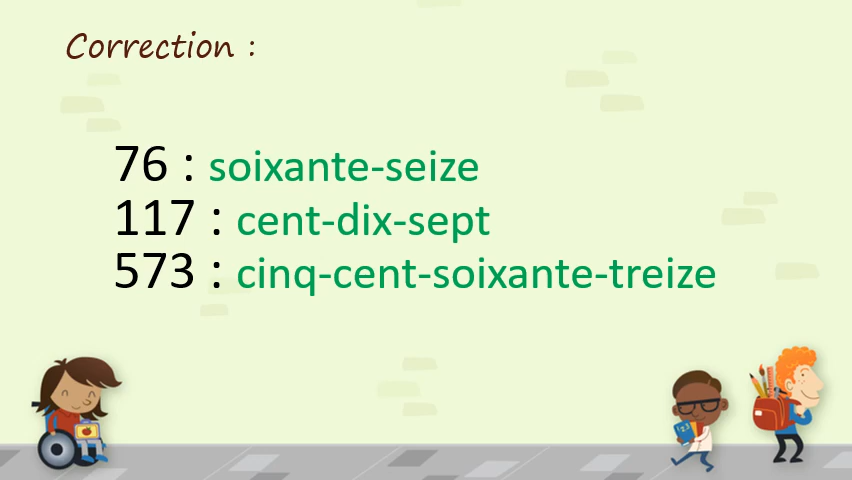 Correction :
76 : soixante-seize
117 : cent-dix-sept
573 : cinq-cent-soixante-treize